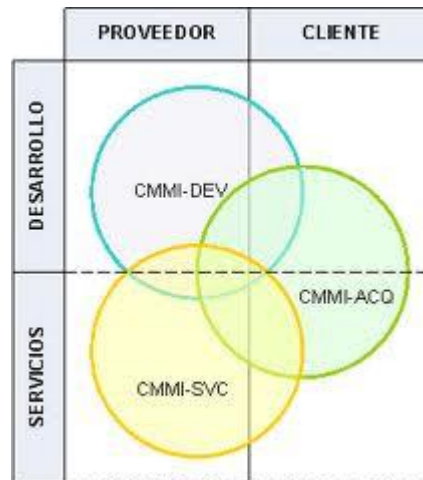 PROVEEDOR
CLIENTE
DESARROLLO
CMMI-DEV
CMMI-ACQ
SERVICIOS
CMMI-SVC